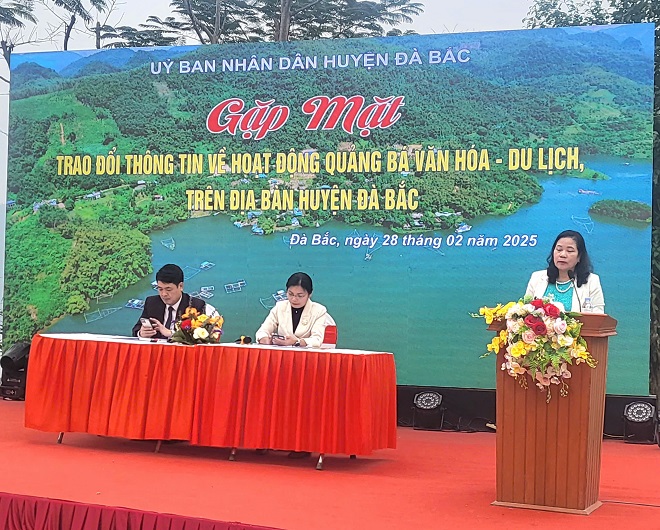 UỶ BAN NHÂN DÂN HUYỆN ĐÀ BẮC
Gặp Mặt
TRAO ĐỔI THÔNG TIN VỀ HOẠT ĐỘNG QUẢNG BÁ VĂN HÓA - DU LỊCH,
TRÊN ĐỊA BÀN HUYỆN ĐÀ BẮC
Đà Bắc, ngày 28 tháng 02 năm 2025